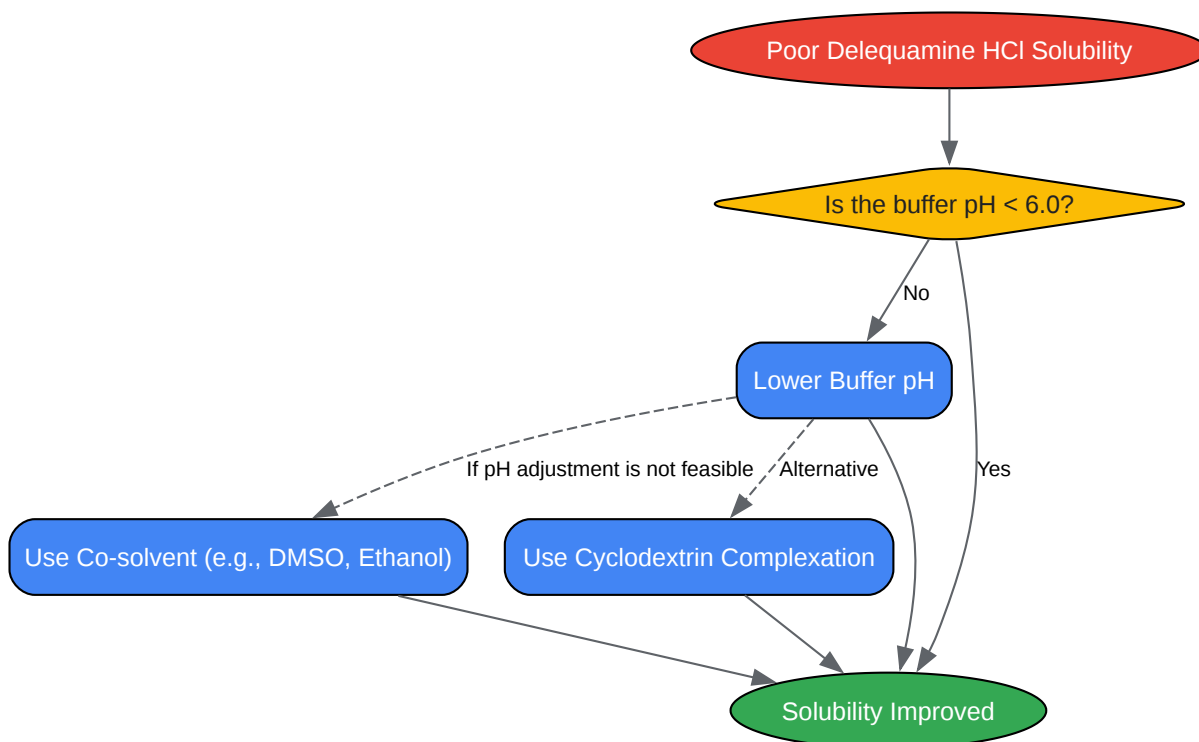 Poor Delequamine HCl Solubility
Is the buffer pH < 6.0?
No
Lower Buffer pH
If pH adjustment is not feasible
Alternative
Yes
Use Co-solvent (e.g., DMSO, Ethanol)
Use Cyclodextrin Complexation
Solubility Improved